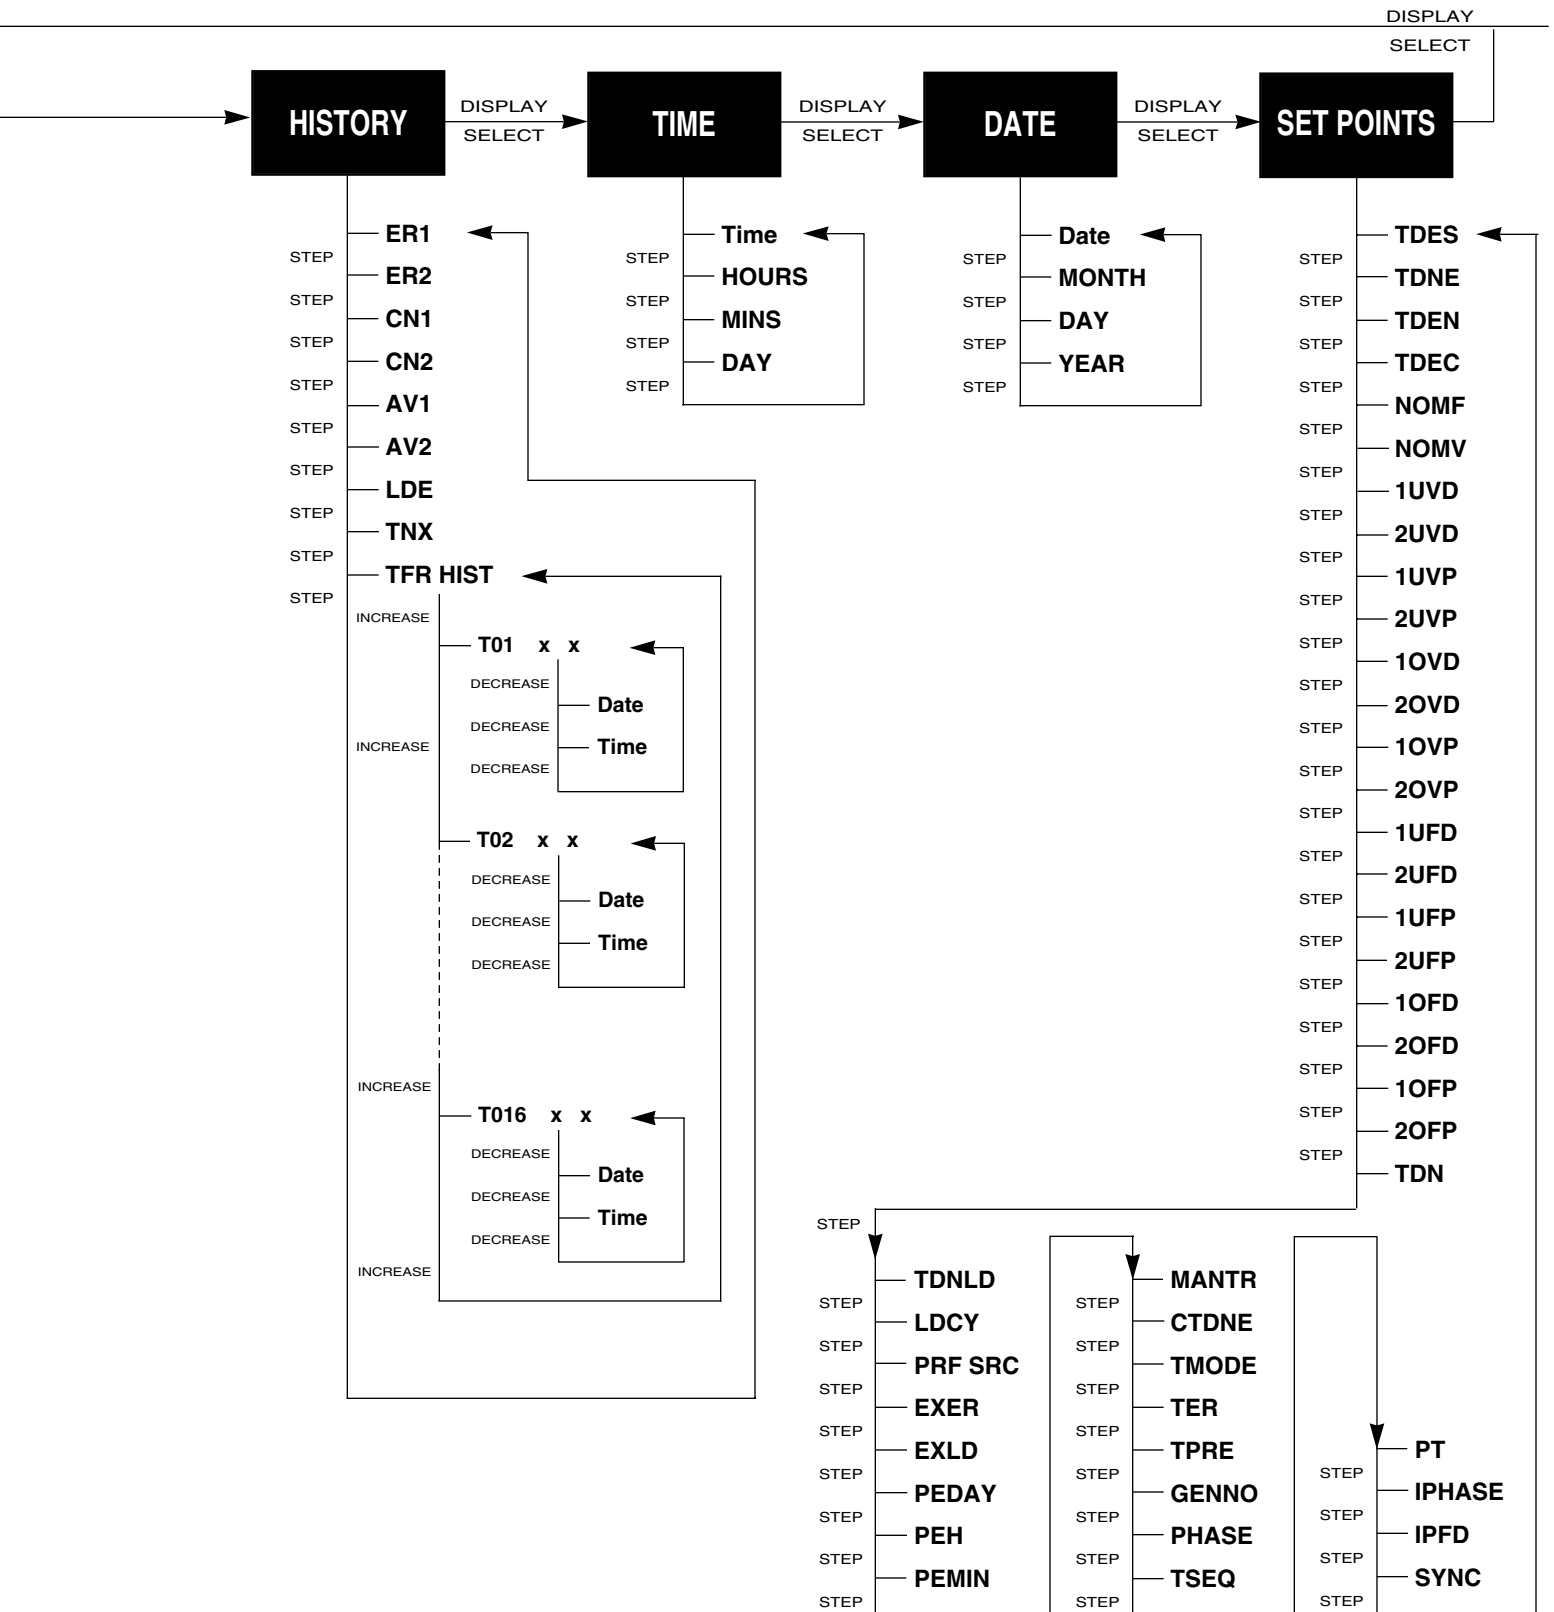 DISPLAY
SELECT
HISTORY
DISPLAY
SELECT
TIME
DISPLAY
SELECT
DATE
DISPLAY
SELECT
SET POINTS
ER1
STEP
ER2
STEP
CN1
STEP
CN2
STEP
AV1
STEP
AV2
STEP
LDE
STEP
TNX
STEP
TFR HIST
STEP
INCREASE
T01 x x
DECREASE
Date
DECREASE
Time
DECREASE
INCREASE
T02 x x
DECREASE
Date
DECREASE
Time
DECREASE
INCREASE
T016 x x
DECREASE
Date
DECREASE
Time
DECREASE
INCREASE
Time
STEP
HOURS
STEP
MINS
STEP
DAY
STEP
Date
STEP
MONTH
STEP
DAY
STEP
YEAR
STEP
TDES
STEP
TDNE
STEP
TDEN
STEP
TDEC
STEP
NOMF
STEP
NOMV
STEP
1UVD
STEP
2UVD
STEP
1UVP
STEP
2UVP
STEP
1OVD
STEP
2OVD
STEP
1OVP
STEP
2OVP
STEP
1UFD
STEP
2UFD
STEP
1UFP
STEP
2UFP
STEP
1OFD
STEP
2OFD
STEP
1OFP
STEP
2OFP
STEP
TDN
STEP
TDNLD
STEP
LDCY
STEP
PRF SRC
STEP
EXER
STEP
EXLD
STEP
PEDAY
STEP
PEH
STEP
PEMIN
STEP
MANTR
STEP
CTDNE
STEP
TMODE
STEP
TER
STEP
TPRE
STEP
GENNO
STEP
PHASE
STEP
TSEQ
STEP
PT
STEP
IPHASE
STEP
IPFD
STEP
SYNC
STEP